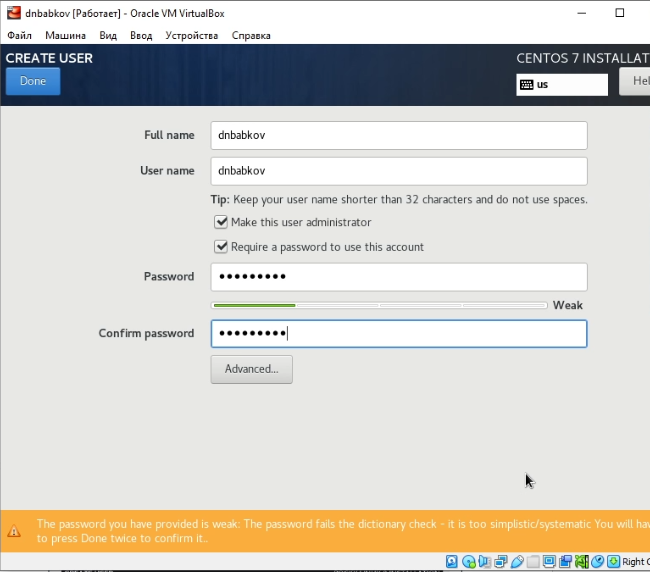 dnbabkov [Работает] - Oracle VM VirtualBox
Файл Машина Вид Ввод Устройства Справка
CREATE USER
CENTOS 7 INSTALLAT
Done
us
Hel
Full name
dnbabkov
User name
dnbabkov
Tip: Keep your user name shorter than 32 characters and do not use spaces.
Make this user administrator
Require a password to use this account
Password
●●●●●●●●●
Weak
Confirm password
●●●●●●●●●
Advanced...
The password you have provided is weak: The password fails the dictionary check - it is too simplistic/systematic You will hav
to press Done twice to confirm it..
Right C